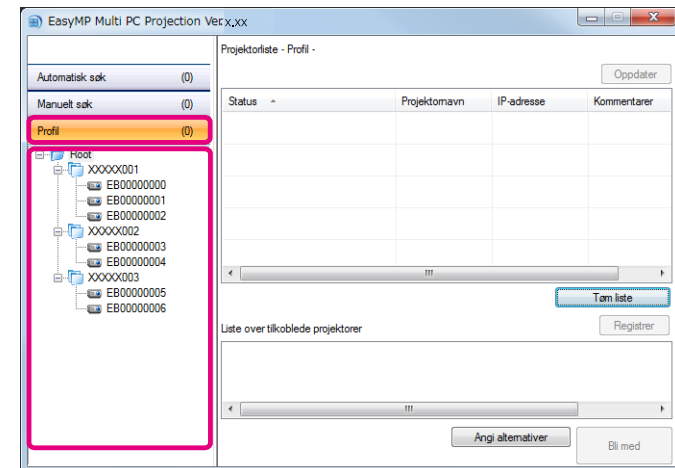 EasyMP Multi PC Projection Ver.x.xx
Projektorliste - Profil -
Oppdater
Automatisk søk (0)
Manuelt søk (0)
Profil (0)
Status Projektornavn IP-adresse Kommentarer
Root
XXXXX001
EB00000000
EB00000001
EB00000002
XXXXX002
EB00000003
EB00000004
XXXXX003
EB00000005
EB00000006
Tøm liste
Liste over tilkoblede projektorer
Registrer
Angi alternativer
Bli med